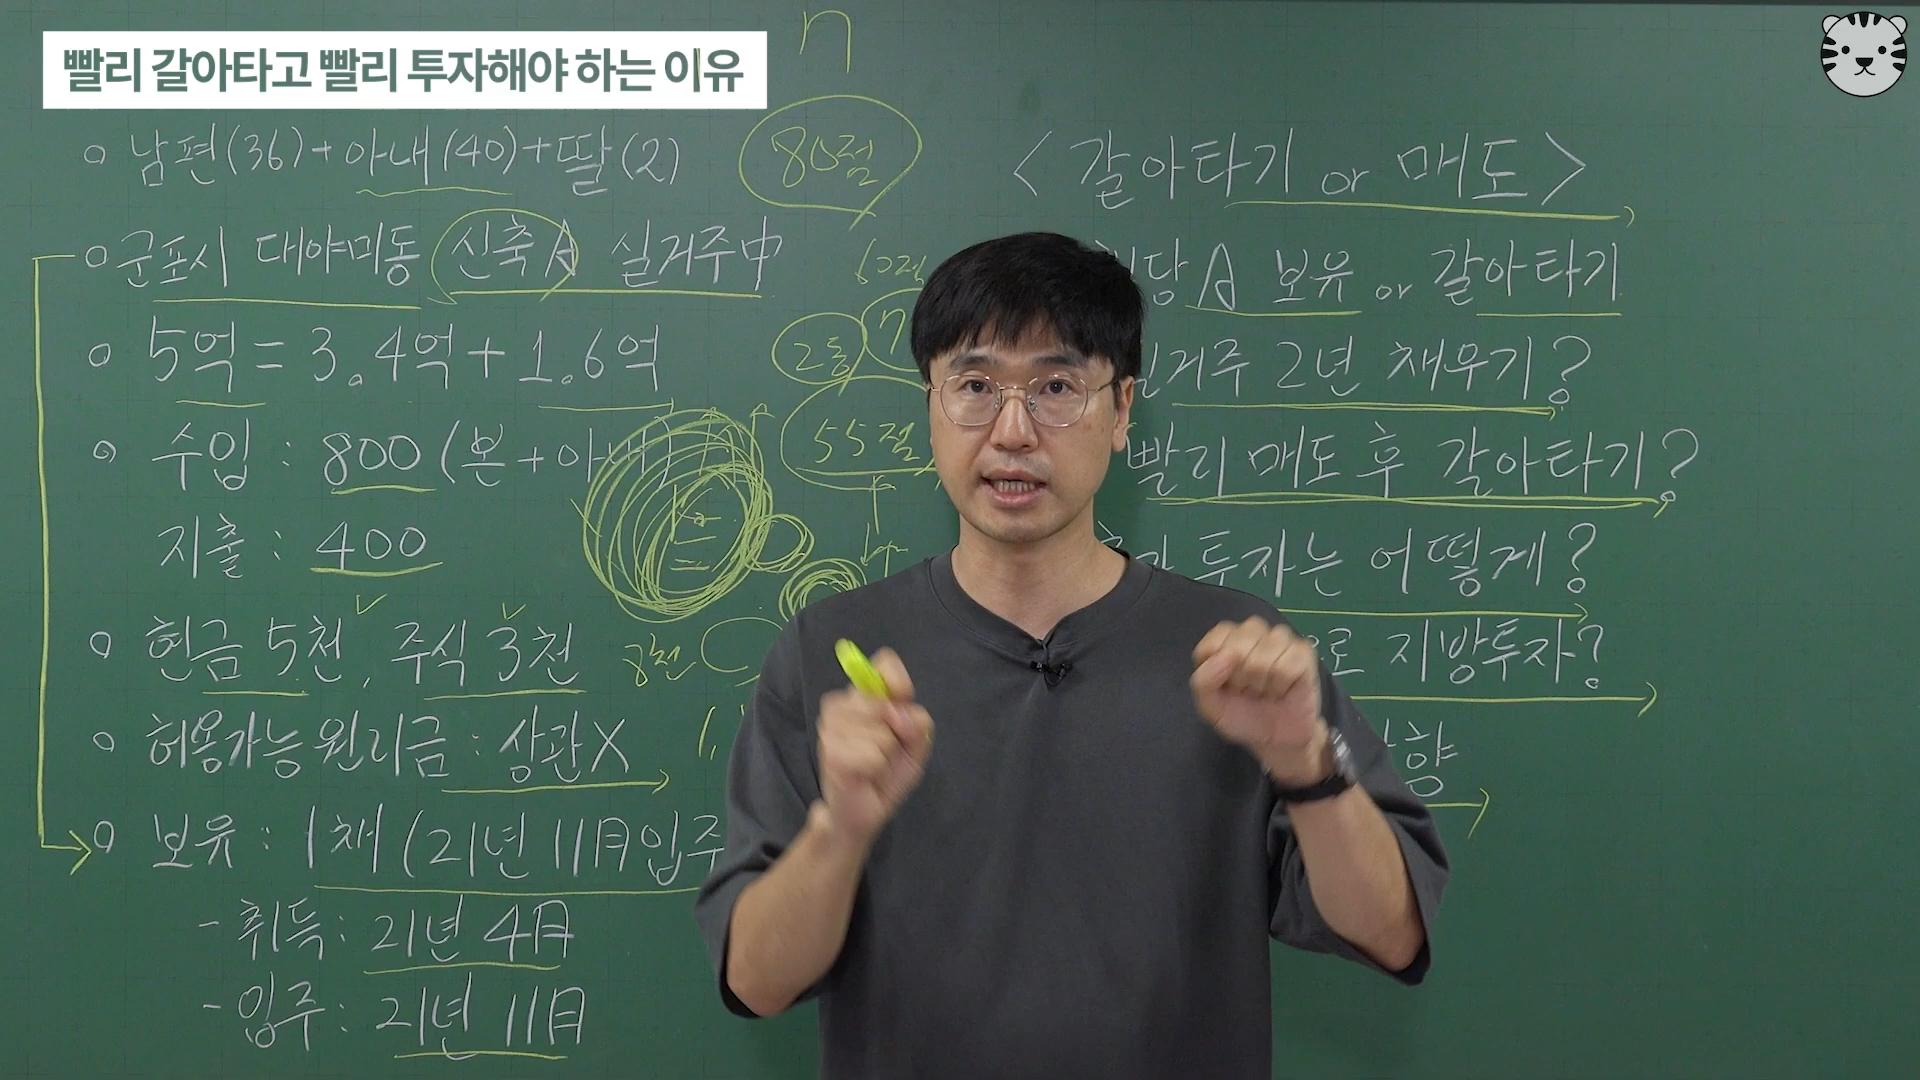 빨리 갈아타고 빨리 투자해야 하는 이유
n
남편(36)+아내(40)+딸(2)
80점
군포시 대야미동 신축A 실거주中
5억=3.4억+1.6억
2등
수입 : 800 (본+아내)
55점
지출 : 400
현금 5천, 주식 3천
8천
허용가능 원리금 : 상관X
보유 : 1채 (21년 11月입주
- 취득 : 21년 4月
- 입주 : 21년 11月
<갈아타기 or 매도>
당A 보유 or 갈아타기
거주 2년 채우기?
빨리 매도 후 갈아타기?
투자는 어떻게?
로 지방투자?
향